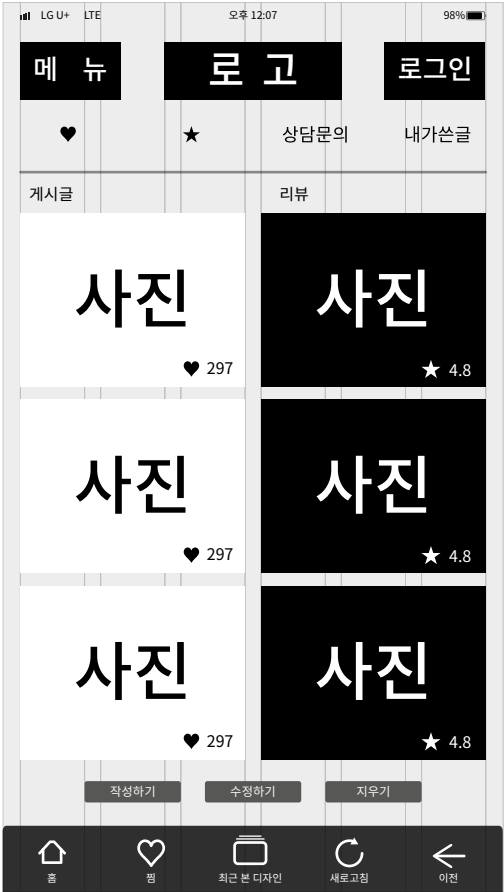 LG U+ LTE 오후 12:07 98%
메 뉴 로 고 로그인
♥ ★ 상담문의 내가쓴글
게시글 리뷰
사진 사진
♥ 297 ★ 4.8
사진 사진
♥ 297 ★ 4.8
사진 사진
♥ 297 ★ 4.8
작성하기 수정하기 지우기
홈 찜 최근 본 디자인 새로고침 이전